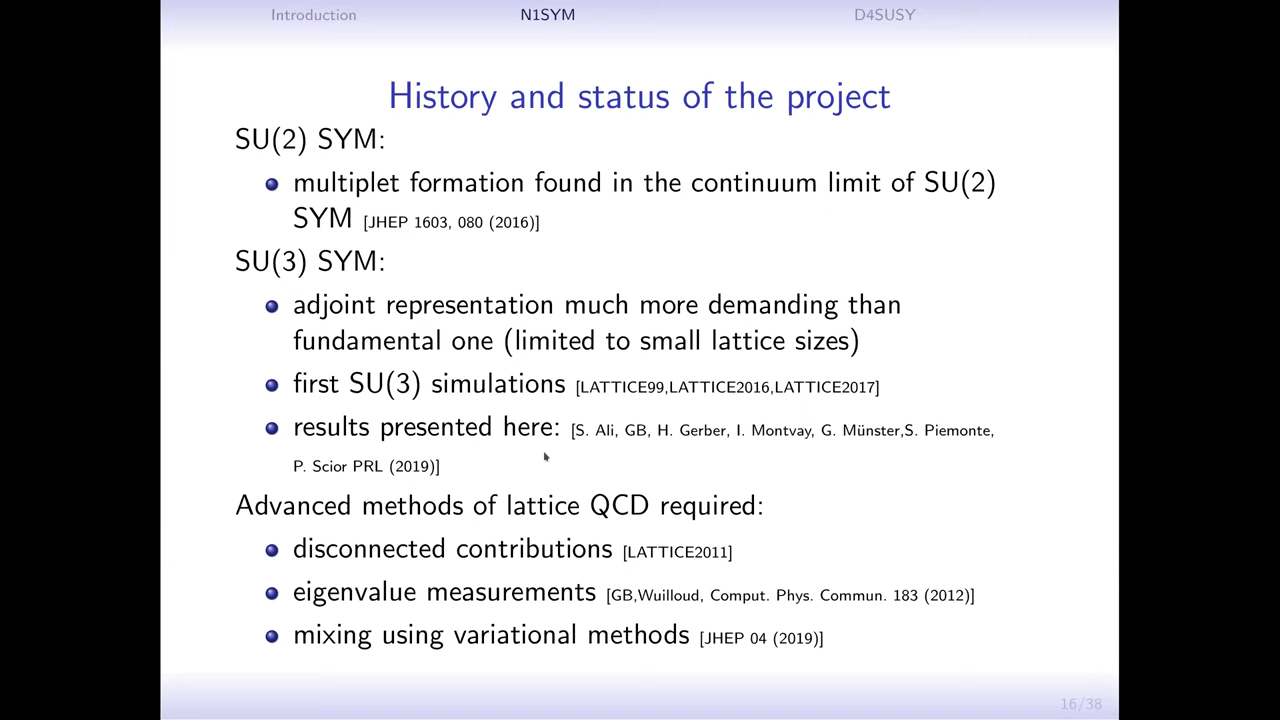 Introduction N1SYM D4SUSY
History and status of the project
SU(2) SYM:
multiplet formation found in the continuum limit of SU(2)
SYM [JHEP 1603, 080 (2016)]
SU(3) SYM:
adjoint representation much more demanding than
fundamental one (limited to small lattice sizes)
first SU(3) simulations [LATTICE99,LATTICE2016,LATTICE2017]
results presented here: [S. Ali, GB, H. Gerber, I. Montvay, G. Münster,S. Piemonte,
P. Scior PRL (2019)]
Advanced methods of lattice QCD required:
disconnected contributions [LATTICE2011]
eigenvalue measurements [GB,Wuilloud, Comput. Phys. Commun. 183 (2012)]
mixing using variational methods [JHEP 04 (2019)]
16/38